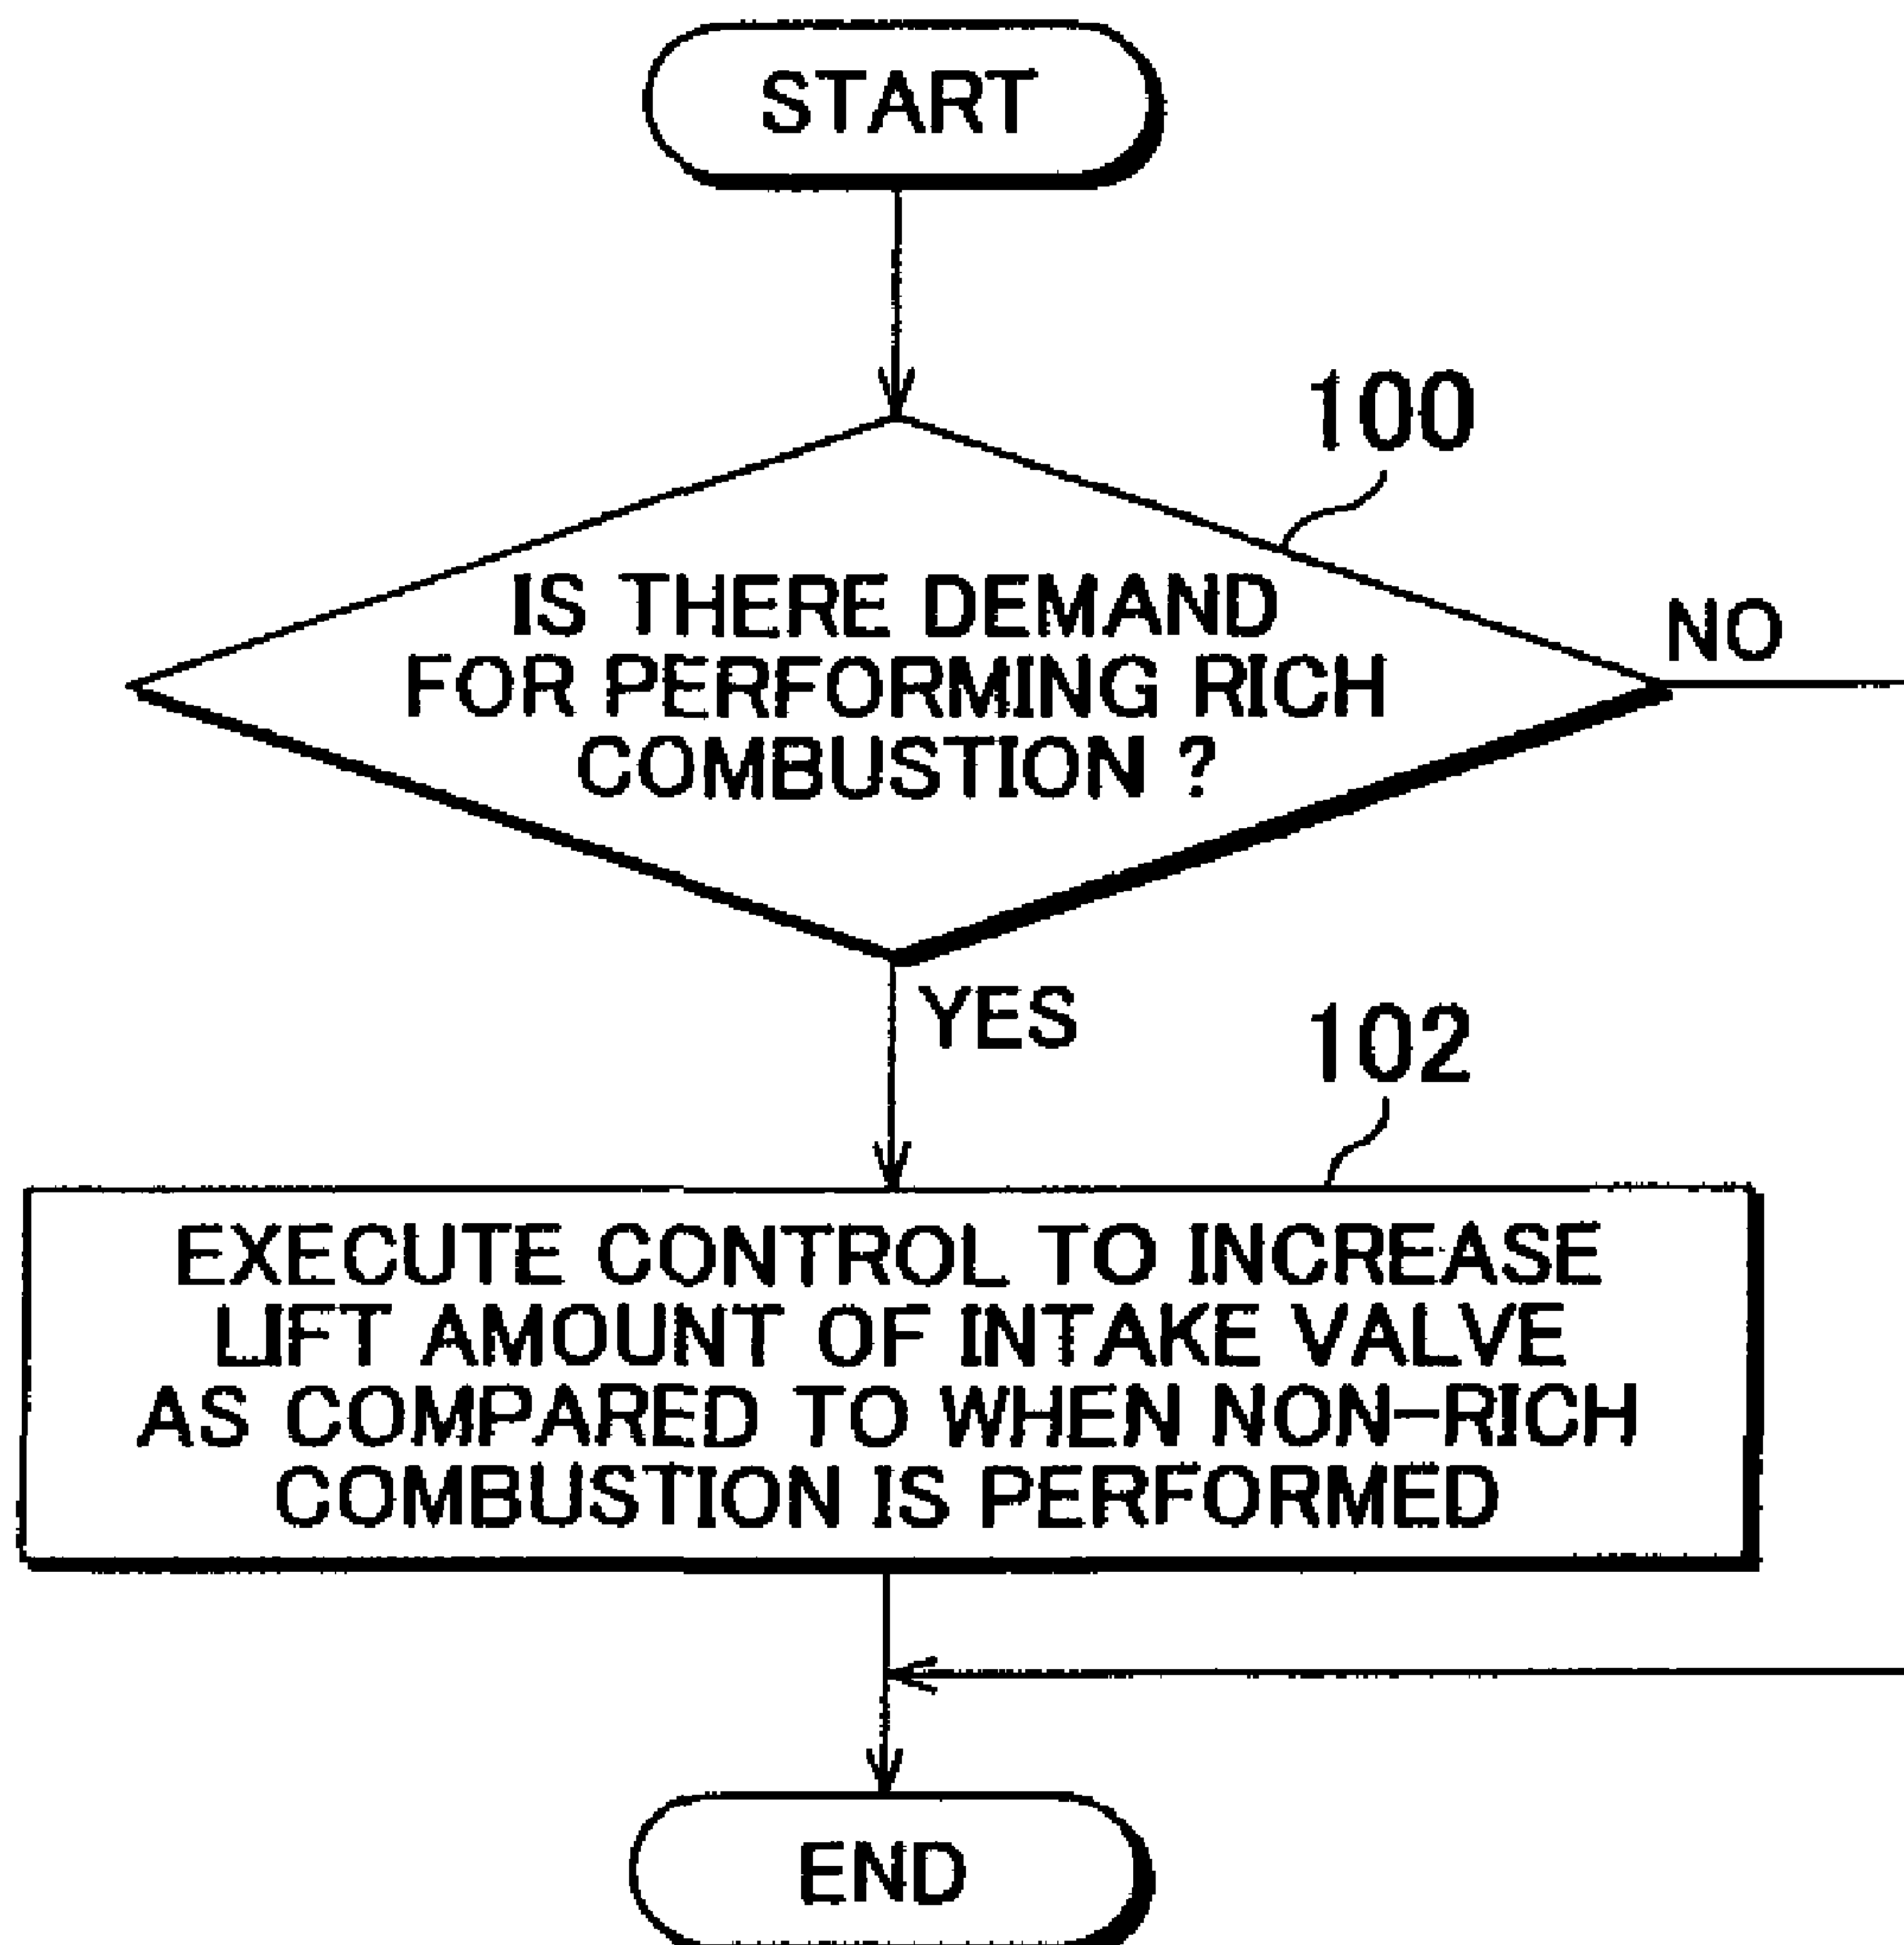 START
100
IS THERE DEMAND
FOR PERFORMING RICH
COMBUSTION ?
NO
YES
102
EXECUTE CONTROL TO INCREASE
LIFT AMOUNT OF INTAKE VALVE
AS COMPARED TO WHEN NON-RICH
COMBUSTION IS PERFORMED
END